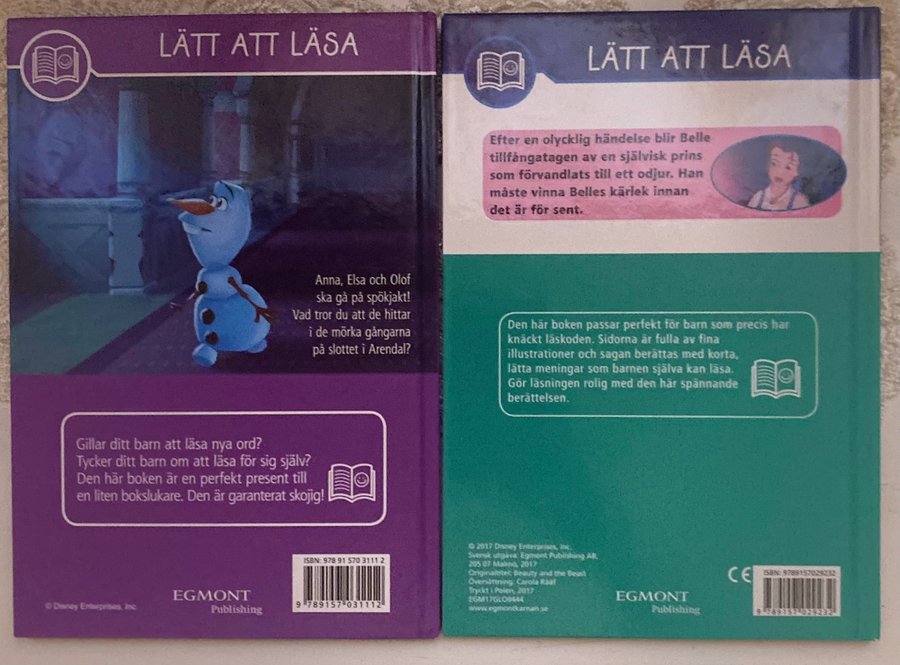 LÄTT ATT LÄSA
Anna, Elsa och Olof
ska gå på spökjakt!
Vad tror du att de hittar
i de mörka gångarna
på slottet i Arendal?
Gillar ditt barn att läsa nya ord?
Tycker ditt barn om att läsa för sig själv?
Den här boken är en perfekt present till
en liten bokslukare. Den är garanterat skojig!
© Disney Enterprises, Inc.
EGMONT
Publishing
ISBN: 978 91 570 3111 2
9 789157 031112
LÄTT ATT LÄSA
Efter en olycklig händelse blir Belle
tillfångatagen av en självisk prins
som förvandlats till ett odjur. Han
måste vinna Belles kärlek innan
det är för sent.
Den här boken passar perfekt för barn som precis har
knäckt läskoden. Sidorna är fulla av fina
illustrationer och sagan berättas med korta,
lätta meningar som barnen själva kan läsa.
Gör läsningen rolig med den här spännande
berättelsen.
© 2017 Disney Enterprises, Inc.
Svensk utgåva: Egmont Publishing AB,
205 07 Malmö, 2017
Originaltitel: Beauty and the Beast
Översättning: Carola Rääf
Tryckt i Polen, 2017
EGM17GLO9444
www.egmontkarnan.se
EGMONT
Publishing
CE
ISBN: 9789157029232
9 789157 029232